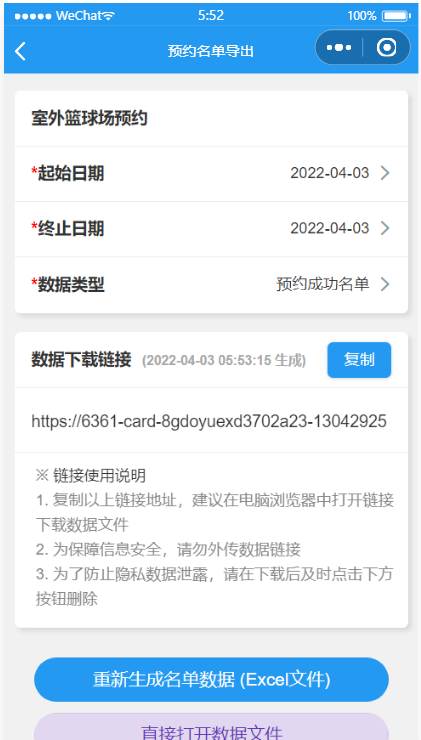 WeChat 5:52 100%
预约名单导出
室外篮球场预约
*起始日期 2022-04-03
*终止日期 2022-04-03
*数据类型 预约成功名单
数据下载链接 (2022-04-03 05:53:15 生成) 复制
https://6361-card-8gdoyuexd3702a23-13042925
※ 链接使用说明
1. 复制以上链接地址，建议在电脑浏览器中打开链接
下载数据文件
2. 为保障信息安全，请勿外传数据链接
3. 为了防止隐私数据泄露，请在下载后及时点击下方
按钮删除
重新生成名单数据 (Excel文件)
直接打开数据文件